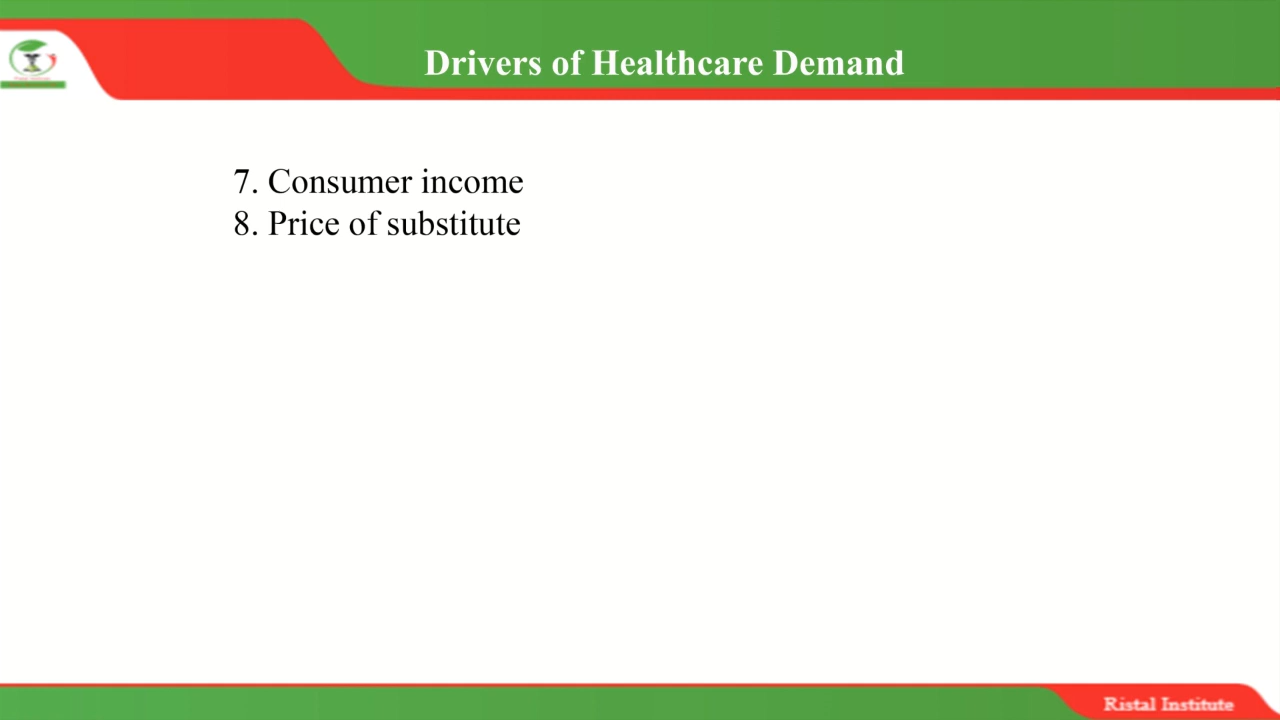 Drivers of Healthcare Demand
7. Consumer income
8. Price of substitute
Ristal Institute